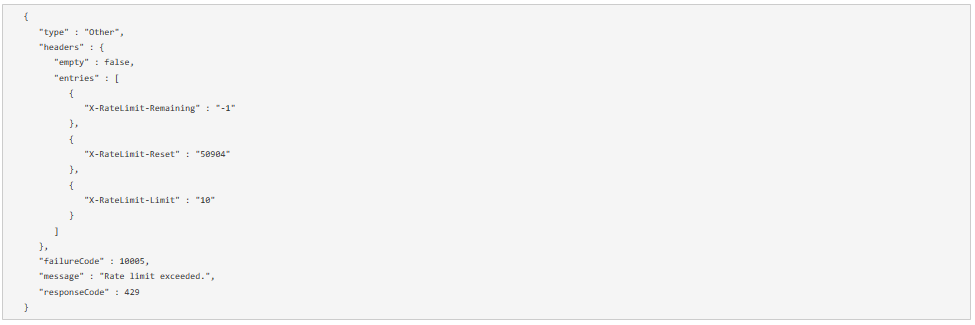 {
"type" : "Other",
"headers" : {
"empty" : false,
"entries" : [
{
"X-RateLimit-Remaining" : "-1"
},
{
"X-RateLimit-Reset" : "50904"
},
{
"X-RateLimit-Limit" : "10"
}
]
},
"failureCode" : 10005,
"message" : "Rate limit exceeded.",
"responseCode" : 429
}